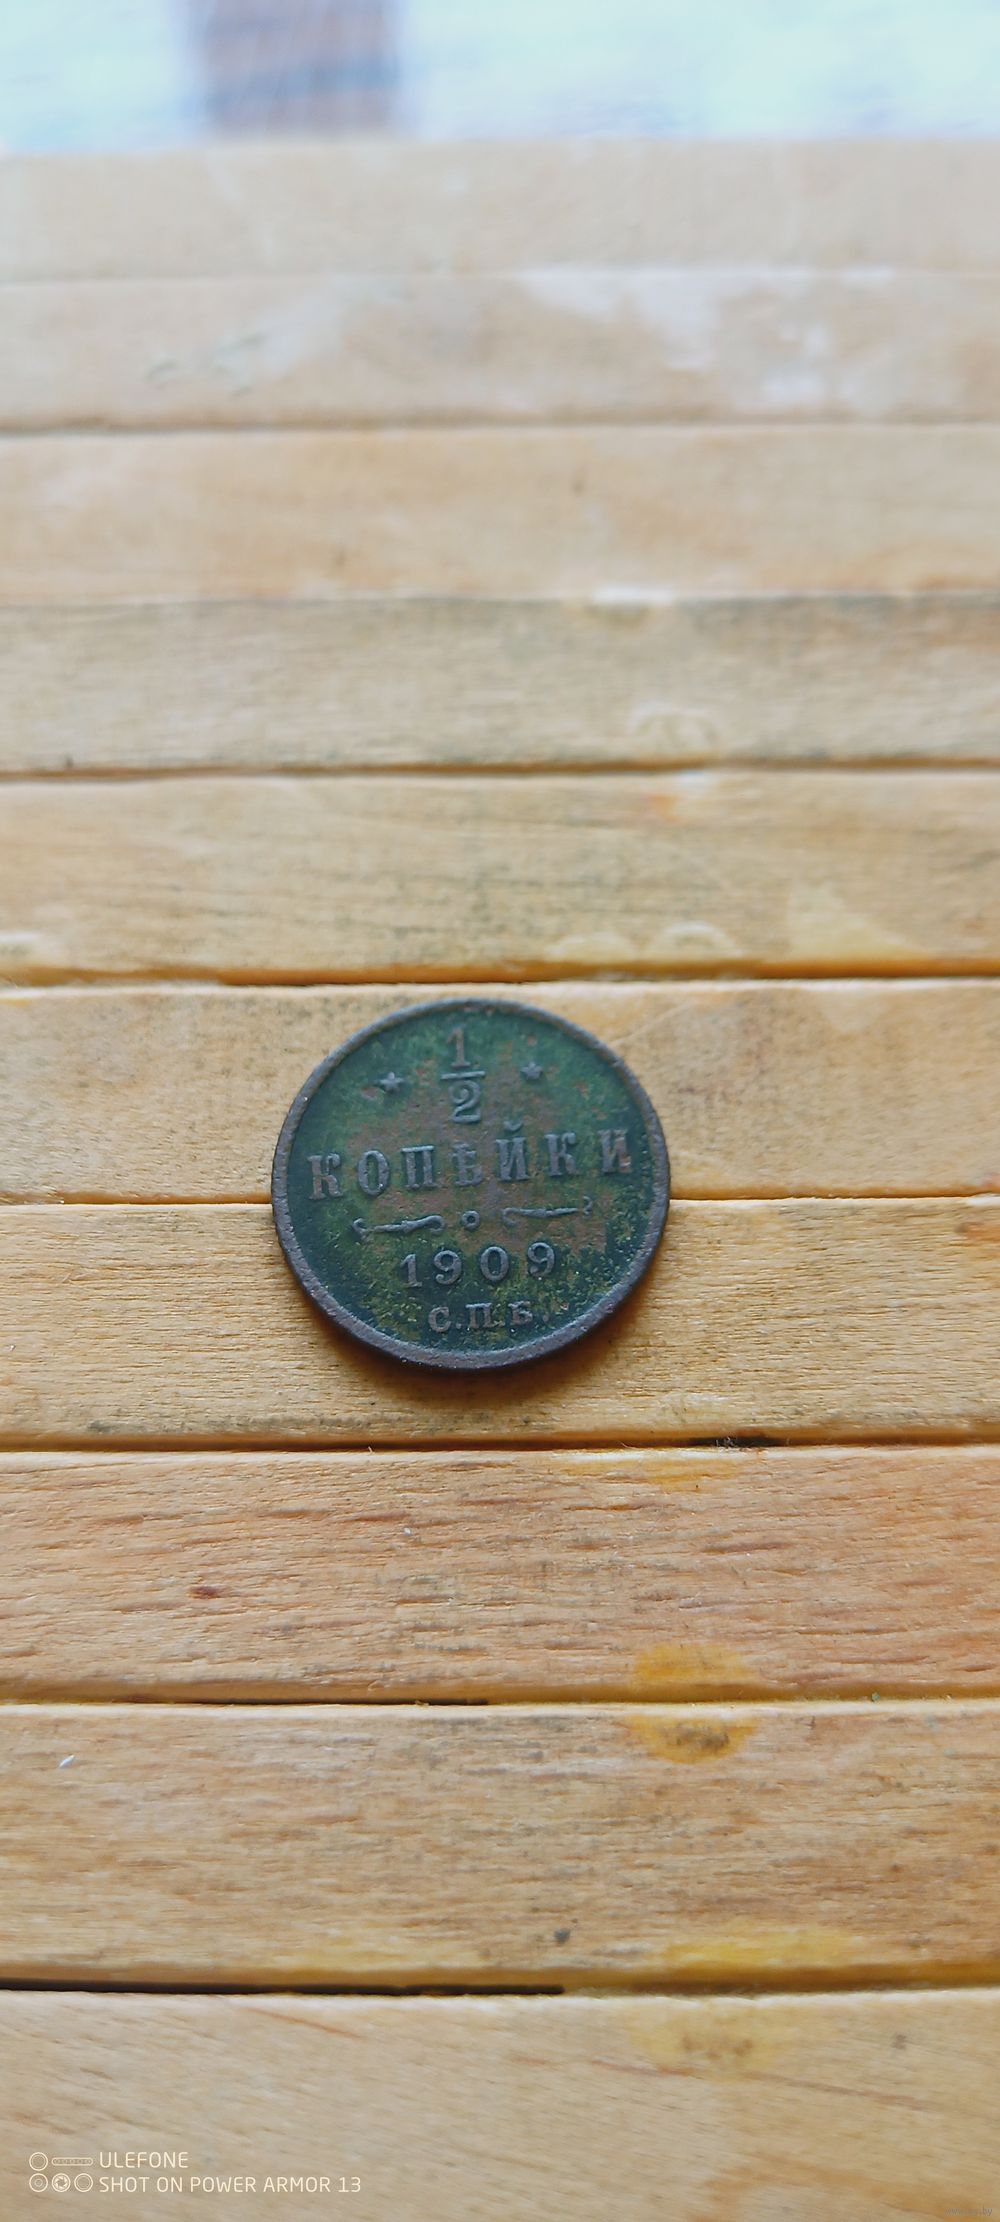 1
2
КОПѢЙКИ
1909
С.П.Б.
ULEFONE
SHOT ON POWER ARMOR 13